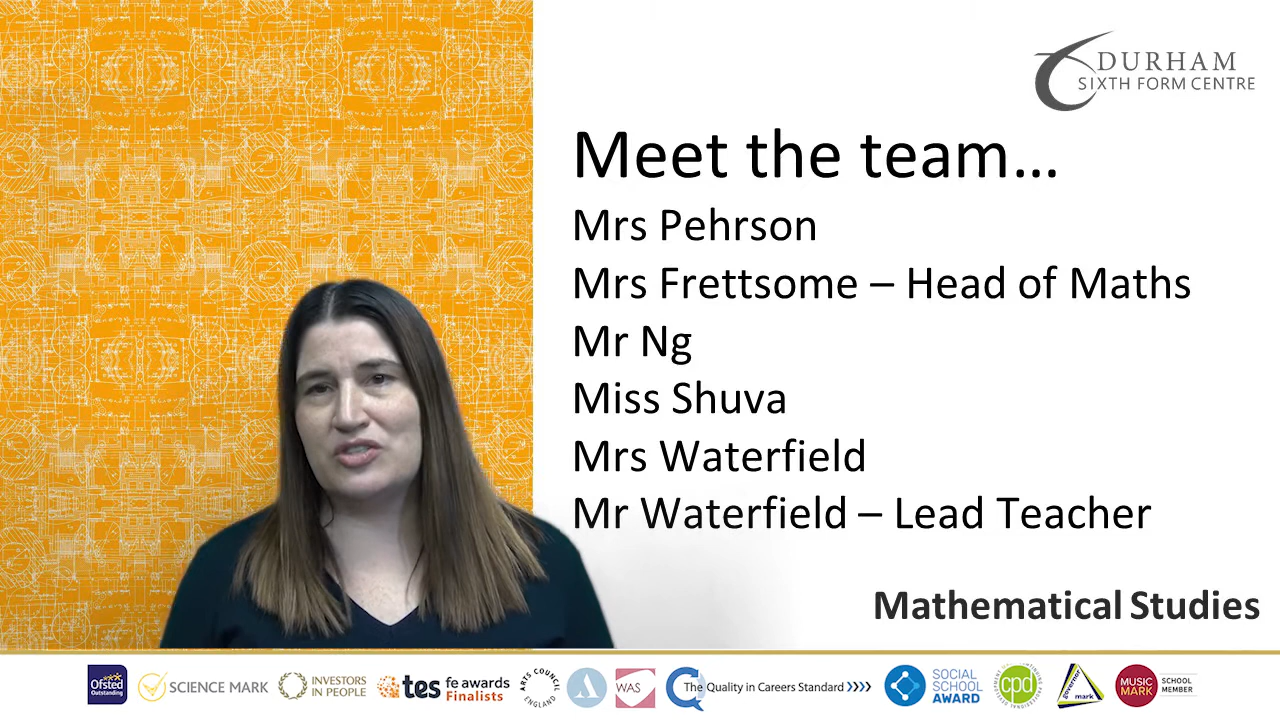 DURHAM
SIXTH FORM CENTRE
Meet the team…
Mrs Pehrson
Mrs Frettsome – Head of Maths
Mr Ng
Miss Shuva
Mrs Waterfield
Mr Waterfield – Lead Teacher
Mathematical Studies
Ofsted
Outstanding
SCIENCE MARK
INVESTORS
IN PEOPLE
tes fe awards
Finalists
ARTS COUNCIL
ENGLAND
WAS
The Quality in Careers Standard
SOCIAL
SCHOOL
AWARD
cpd
governor
mark
MUSIC
MARK
SCHOOL
MEMBER